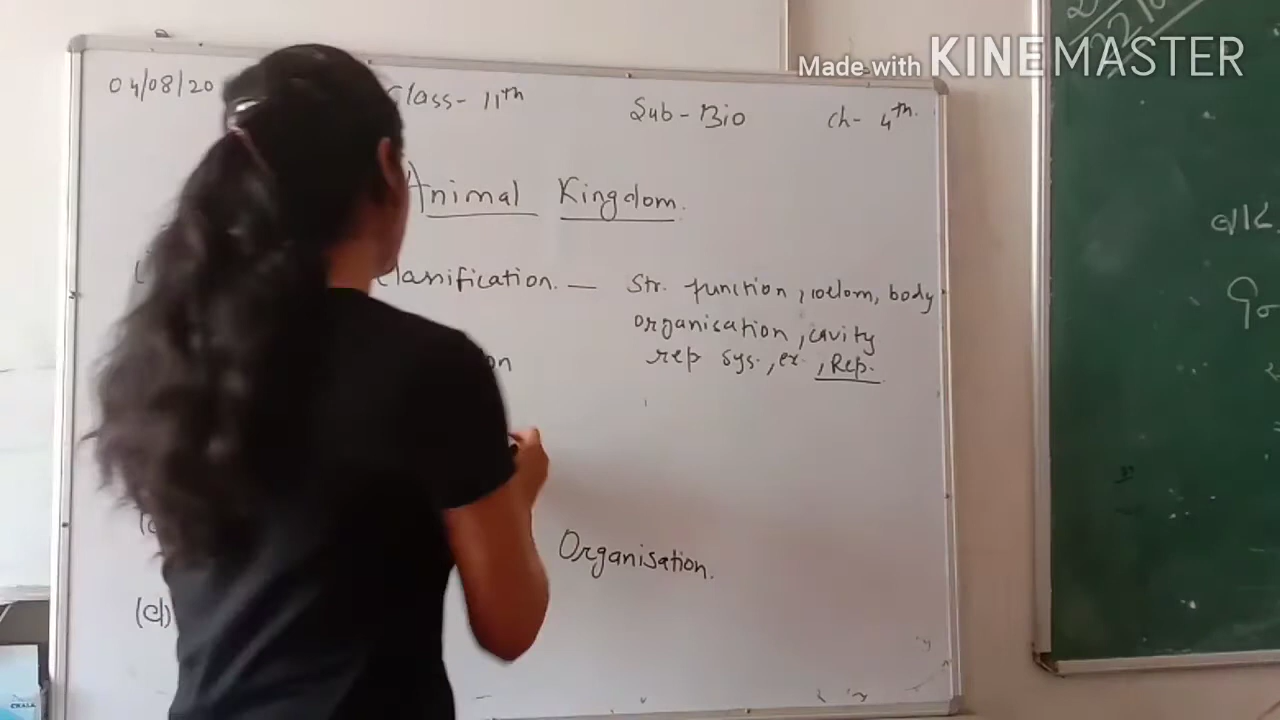 Made with KINEMASTER
04/08/20 Class- 11th Sub - Bio Ch- 4th.
Animal Kingdom.
Classification. — Str. function, coelom, body
organisation, cavity
rep sys., ex. , Rep.
on
Organisation.
(d)